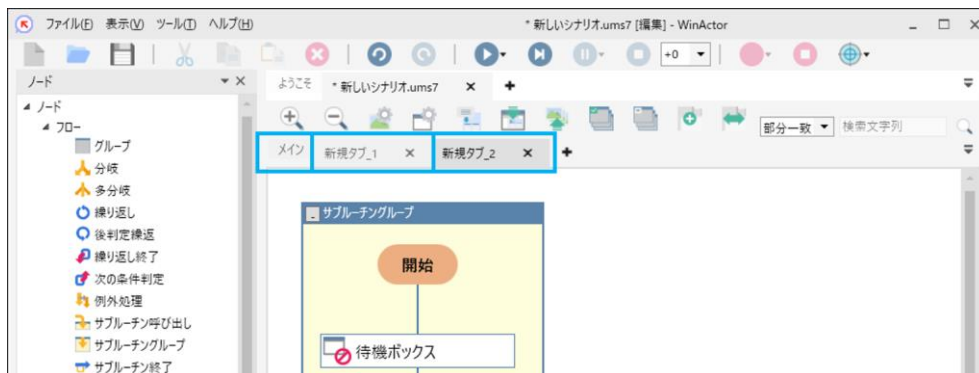 ファイル(F) 表示(V) ツール(T) ヘルプ(H) * 新しいシナリオ.ums7 [編集] - WinActor
+0
ノード
ようこそ * 新しいシナリオ.ums7
ノード
フロー
部分一致 検索文字列
メイン 新規タブ_1 新規タブ_2
グループ
分岐
多分岐
繰り返し
後判定繰返
繰り返し終了
次の条件判定
例外処理
サブルーチン呼び出し
サブルーチングループ
サブルーチン終了
サブルーチングループ
開始
待機ボックス